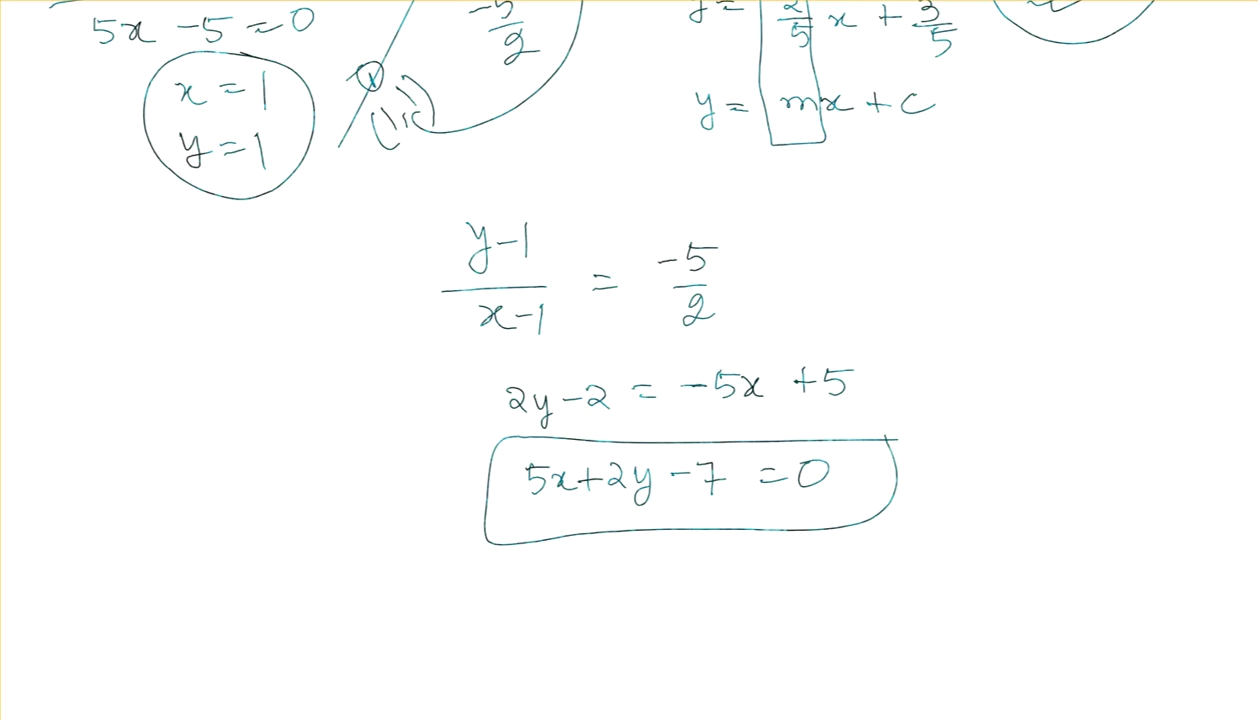 5x - 5 = 0
x = 1
y = 1
(1,1)
-5/2
y = 2/5 x + 3/5
y = mx + c
y-1/x-1 = -5/2
2y - 2 = -5x + 5
5x + 2y - 7 = 0